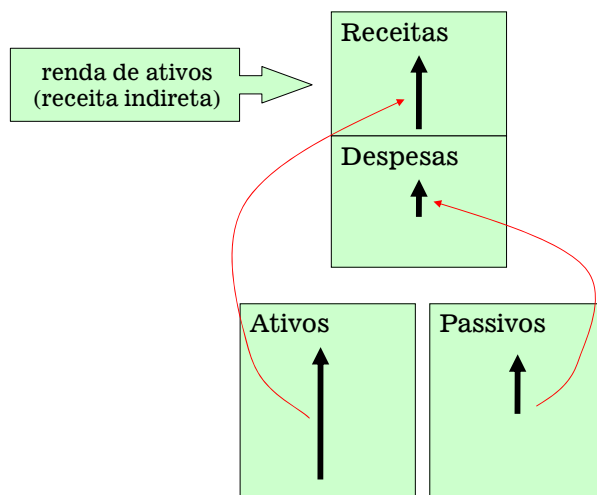 Receitas
renda de ativos
(receita indireta)
Despesas
Ativos
Passivos